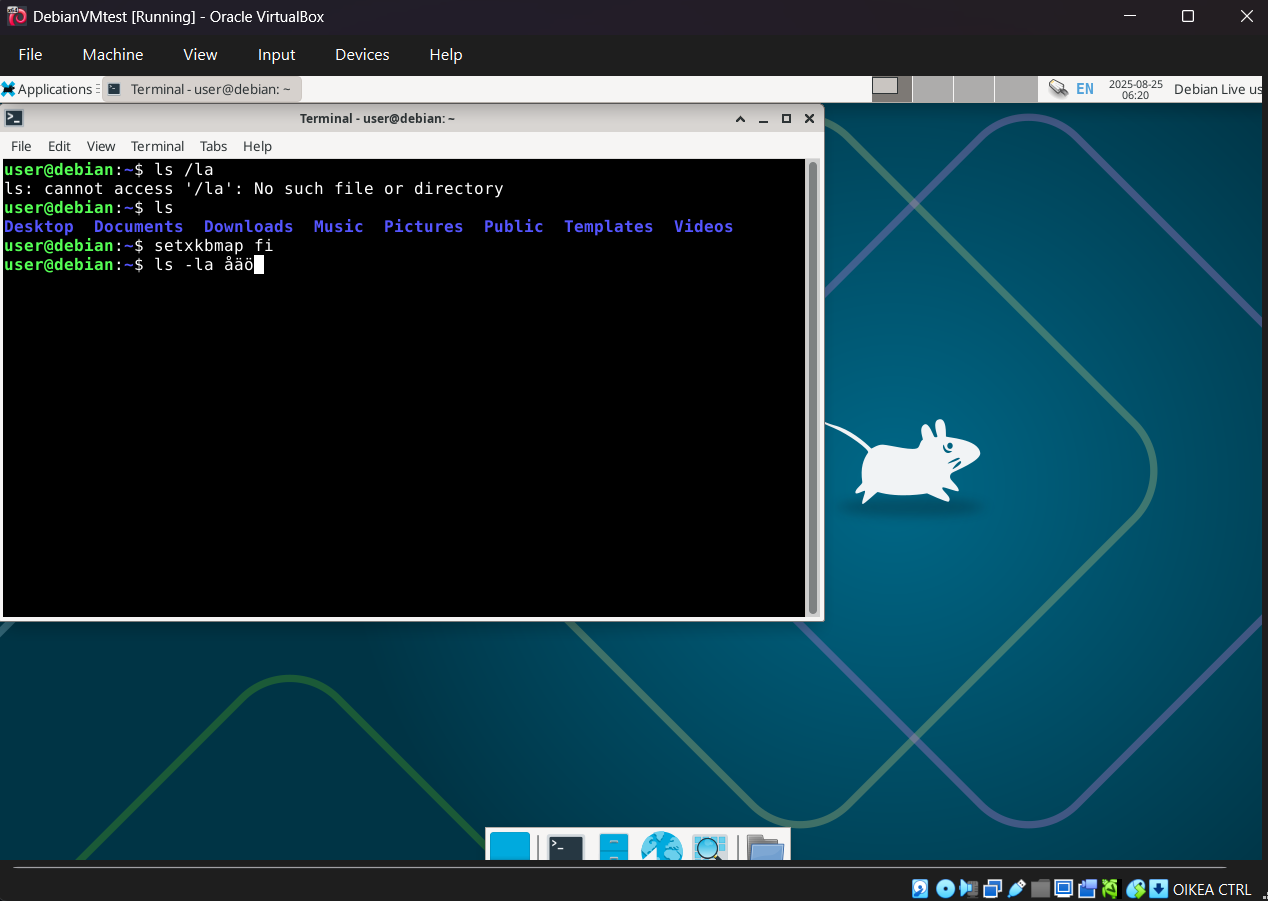 DebianVMtest [Running] - Oracle VirtualBox
File Machine View Input Devices Help
Applications Terminal - user@debian: ~ EN 2025-08-25 06:20 Debian Live us
Terminal - user@debian: ~
File Edit View Terminal Tabs Help
user@debian:~$ ls /la
ls: cannot access '/la': No such file or directory
user@debian:~$ ls
Desktop Documents Downloads Music Pictures Public Templates Videos
user@debian:~$ setxkbmap fi
user@debian:~$ ls -la åäö
OIKEA CTRL